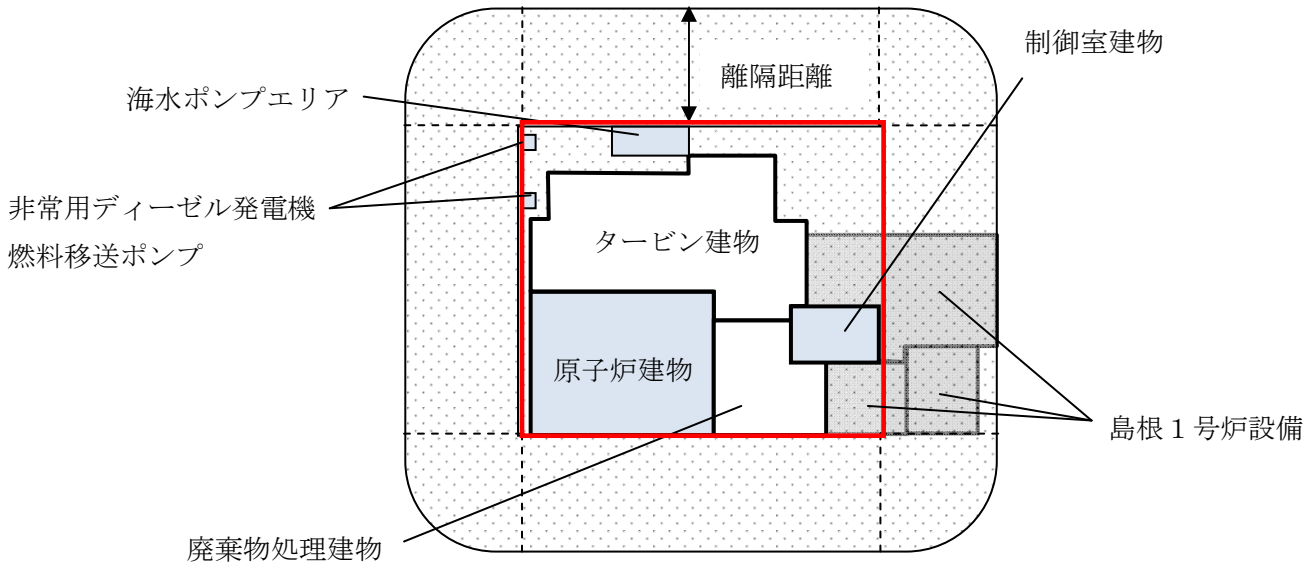 制御室建物
離隔距離
海水ポンプエリア
非常用ディーゼル発電機
燃料移送ポンプ
タービン建物
原子炉建物
島根1号炉設備
廃棄物処理建物